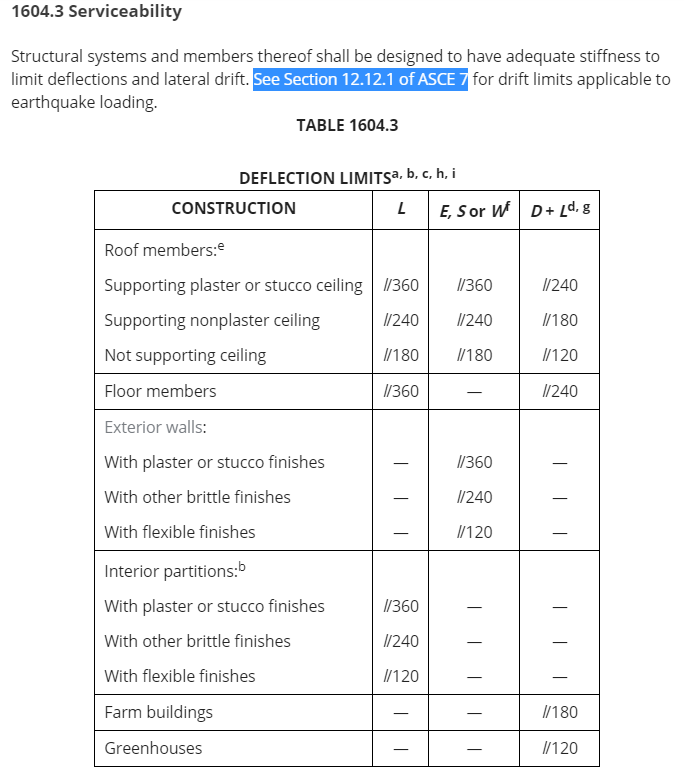 1604.3 Serviceability
Structural systems and members thereof shall be designed to have adequate stiffness to
limit deflections and lateral drift. See Section 12.12.1 of ASCE 7 for drift limits applicable to
earthquake loading.
TABLE 1604.3
DEFLECTION LIMITSa, b, c, h, i
CONSTRUCTION L E, S or Wf D + Ld, g
Roof members:e
Supporting plaster or stucco ceiling l/360 l/360 l/240
Supporting nonplaster ceiling l/240 l/240 l/180
Not supporting ceiling l/180 l/180 l/120
Floor members l/360 — l/240
Exterior walls:
With plaster or stucco finishes — l/360 —
With other brittle finishes — l/240 —
With flexible finishes — l/120 —
Interior partitions:b
With plaster or stucco finishes l/360 — —
With other brittle finishes l/240 — —
With flexible finishes l/120 — —
Farm buildings — — l/180
Greenhouses — — l/120